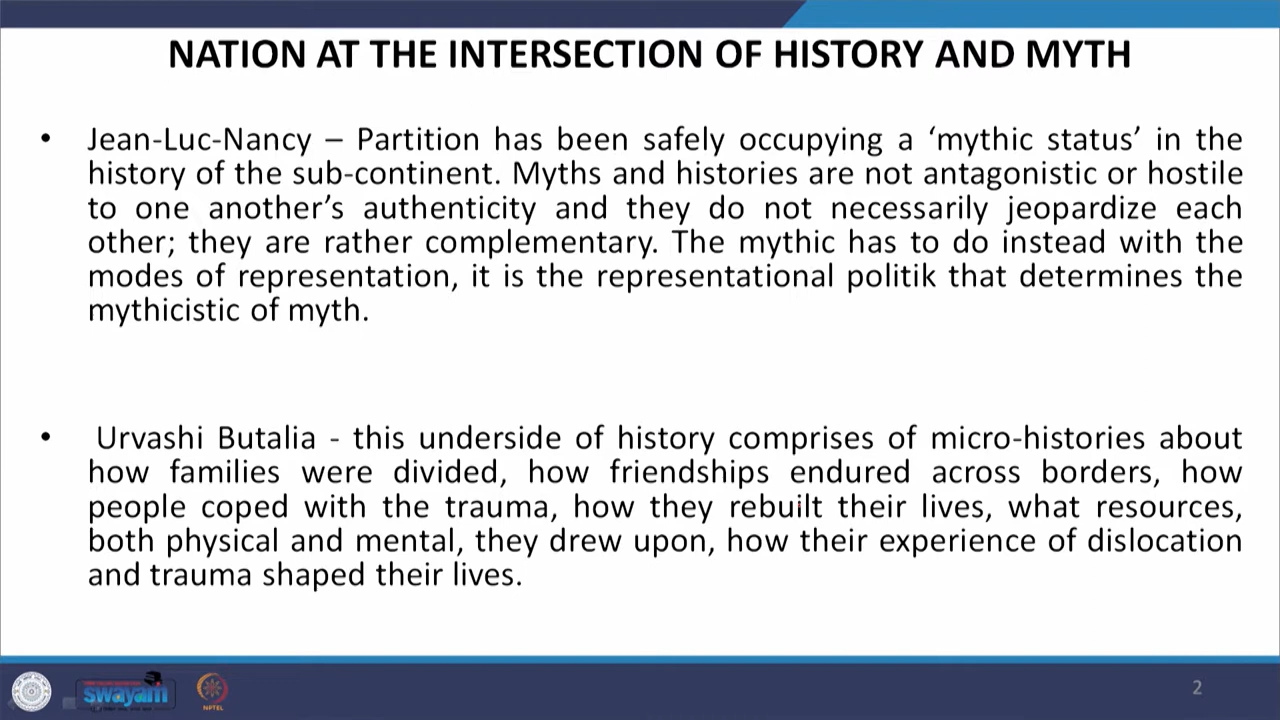 NATION AT THE INTERSECTION OF HISTORY AND MYTH
• Jean-Luc-Nancy – Partition has been safely occupying a ‘mythic status’ in the
history of the sub-continent. Myths and histories are not antagonistic or hostile
to one another’s authenticity and they do not necessarily jeopardize each
other; they are rather complementary. The mythic has to do instead with the
modes of representation, it is the representational politik that determines the
mythicistic of myth.
• Urvashi Butalia - this underside of history comprises of micro-histories about
how families were divided, how friendships endured across borders, how
people coped with the trauma, how they rebuilt their lives, what resources,
both physical and mental, they drew upon, how their experience of dislocation
and trauma shaped their lives.
swayam
NPTEL
2